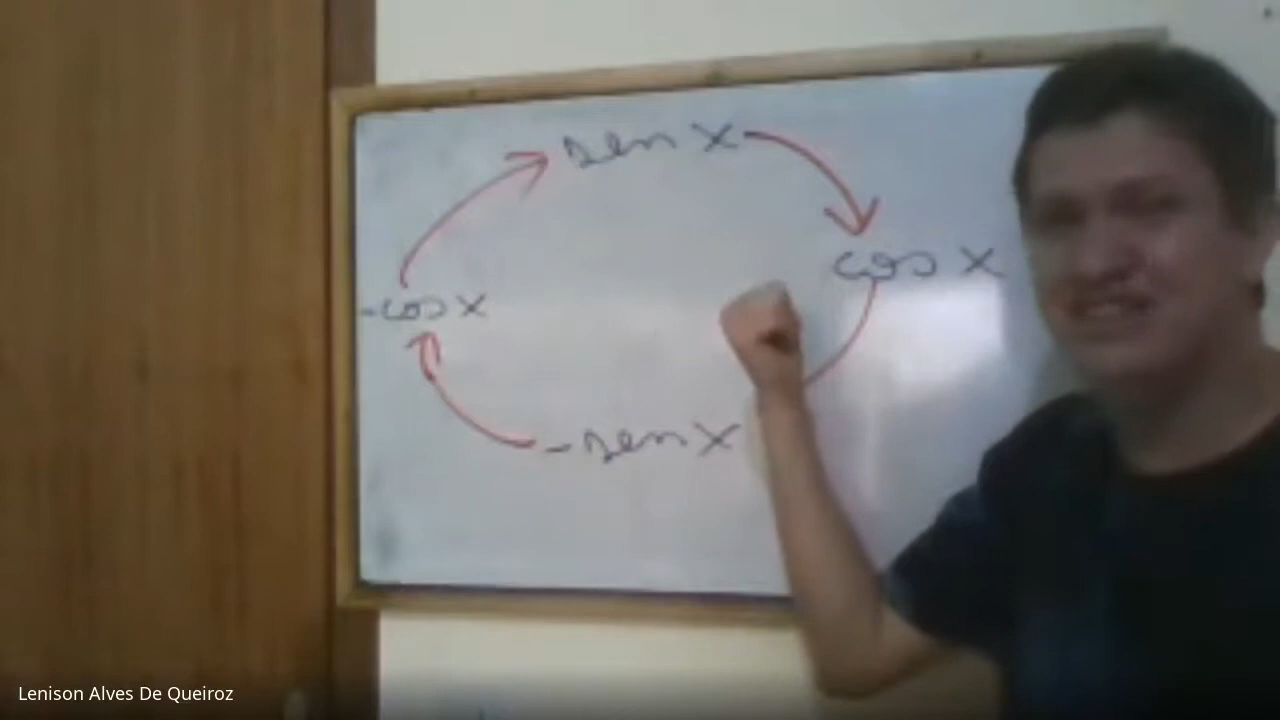 sen x
cos x
-cos x
-sen x
Lenison Alves De Queiroz